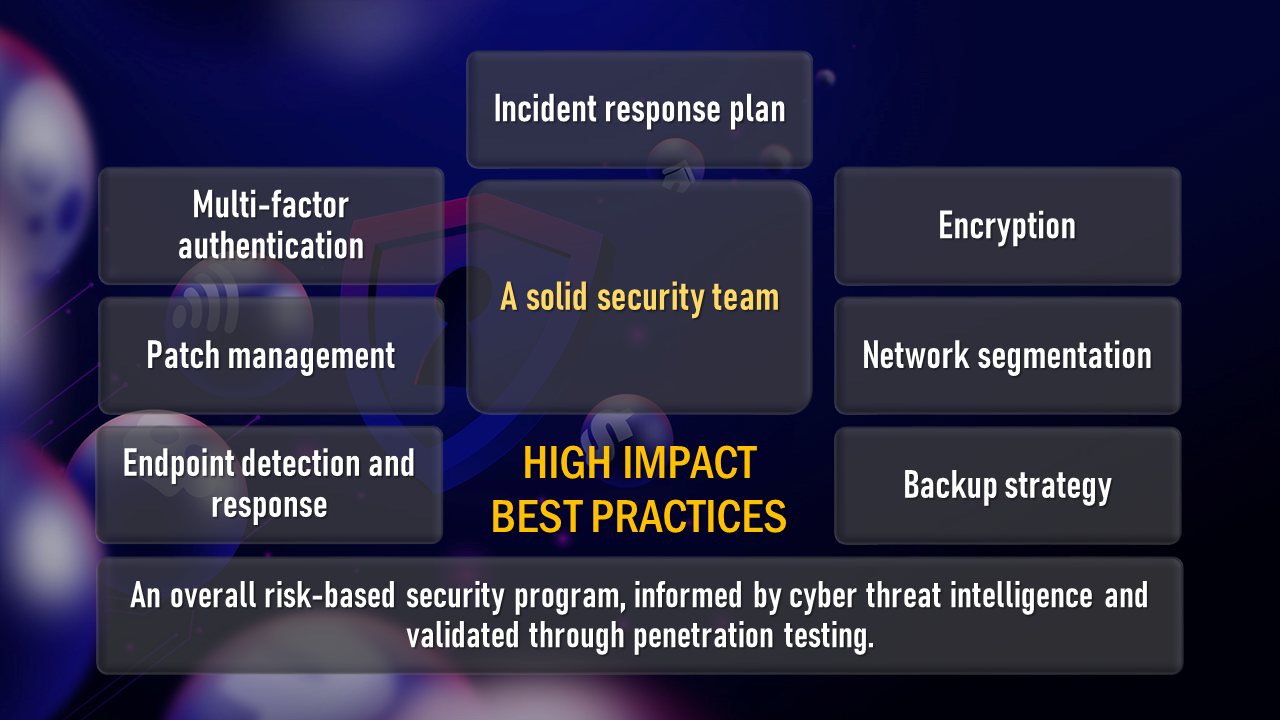 Incident response plan
Multi-factor
authentication
Encryption
A solid security team
Patch management
Network segmentation
Endpoint detection and
response
HIGH IMPACT
BEST PRACTICES
Backup strategy
An overall risk-based security program, informed by cyber threat intelligence and
validated through penetration testing.